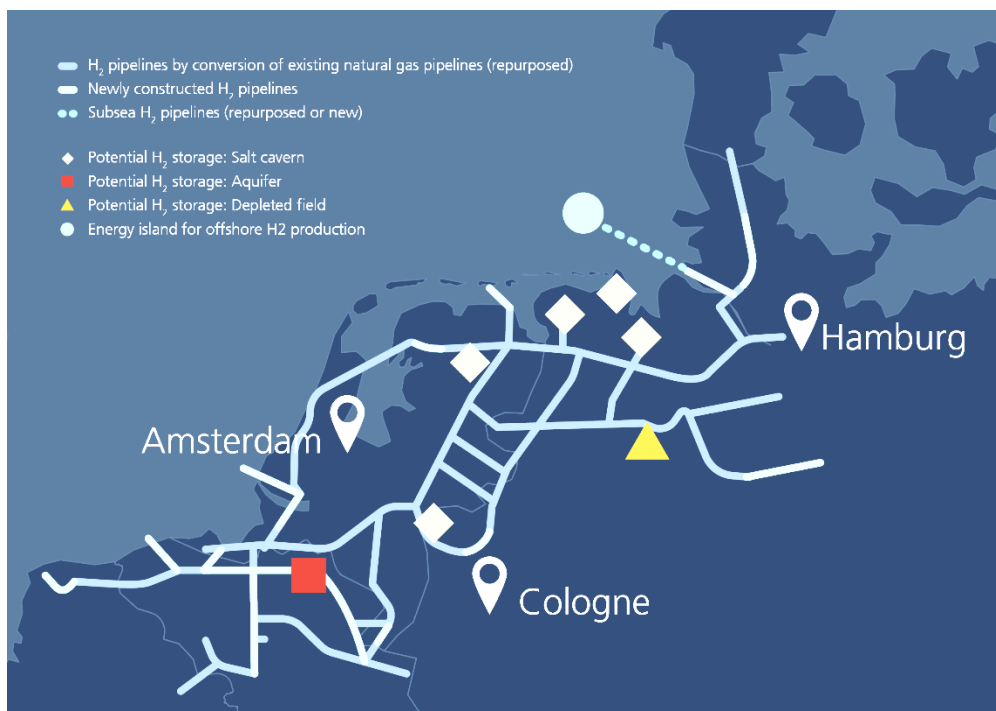 H₂ pipelines by conversion of existing natural gas pipelines (repurposed)
Newly constructed H₂ pipelines
Subsea H₂ pipelines (repurposed or new)
Potential H₂ storage: Salt cavern
Potential H₂ storage: Aquifer
Potential H₂ storage: Depleted field
Energy island for offshore H2 production
Hamburg
Amsterdam
Cologne